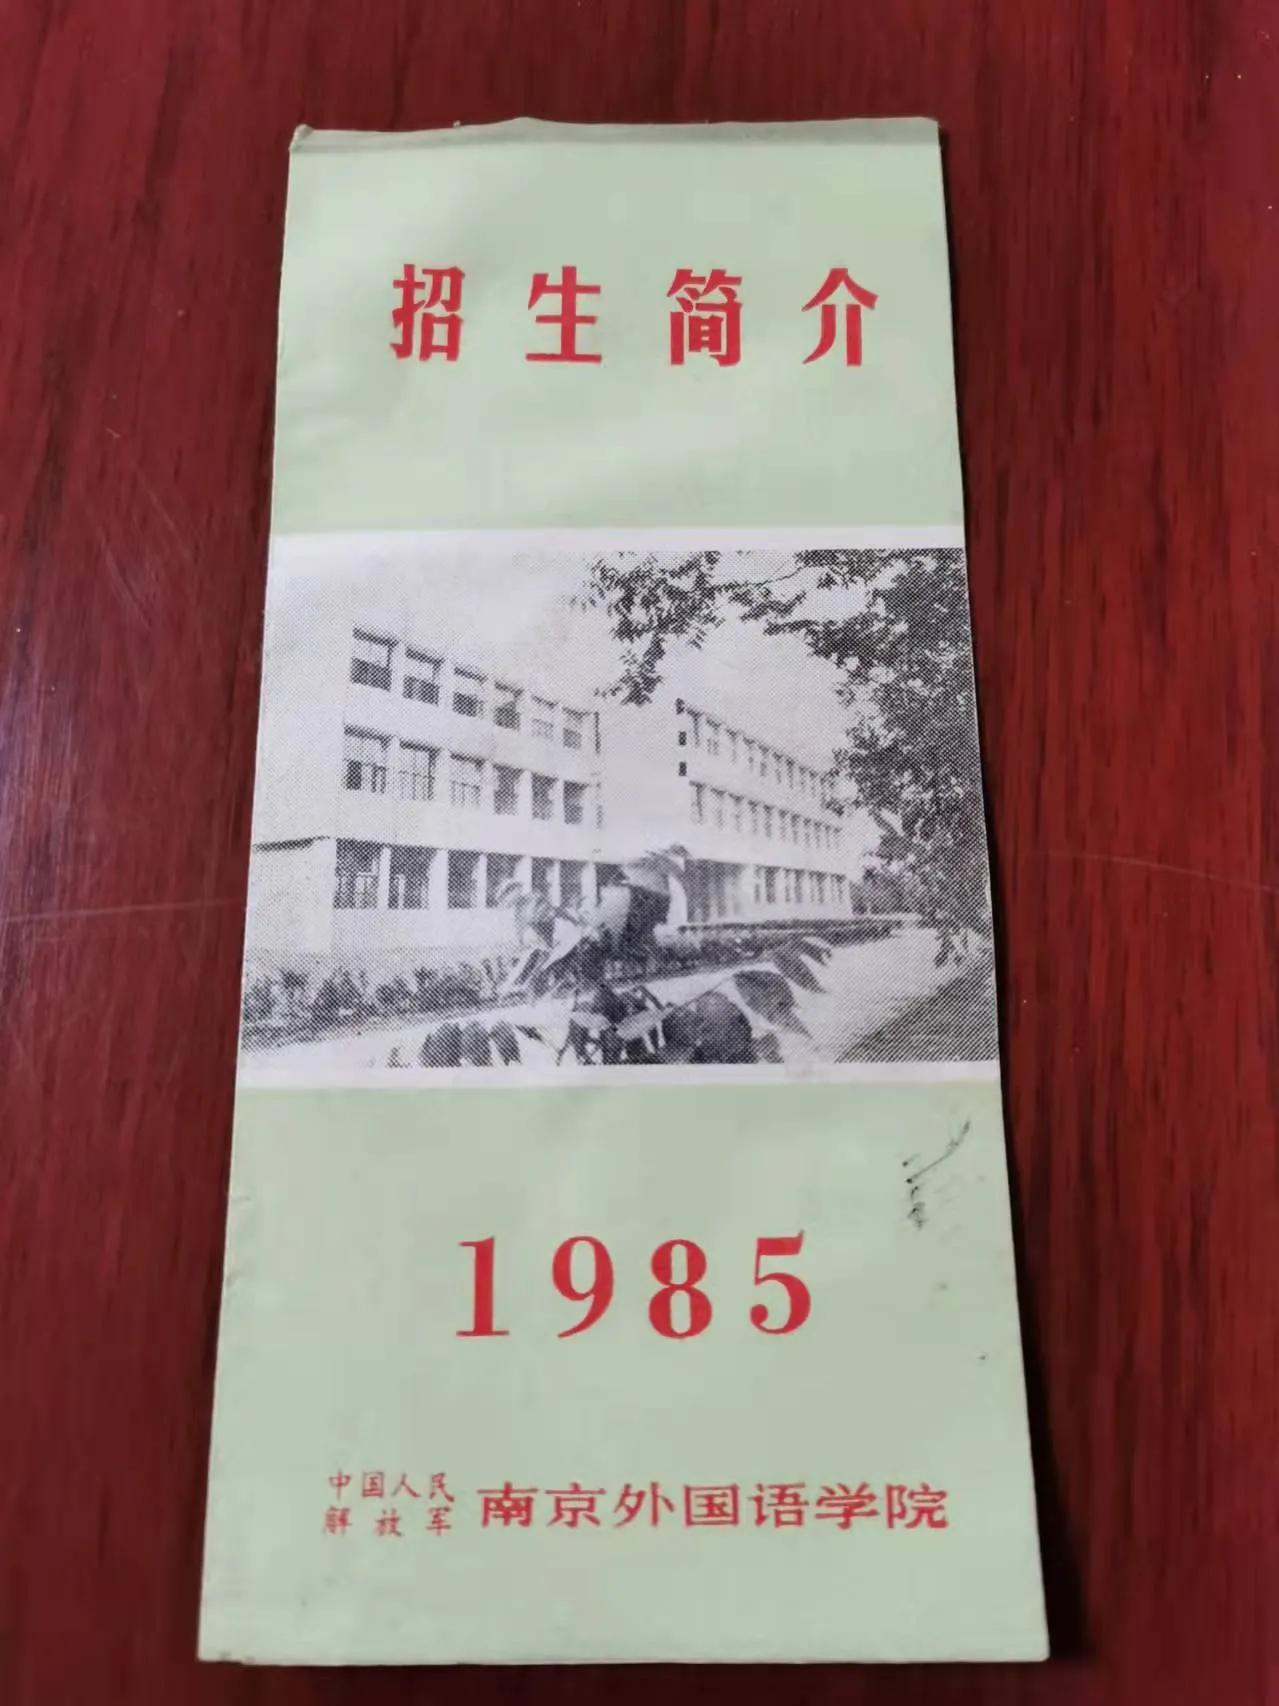 招生简介
1985
中国人民
解放军
南京外国语学院